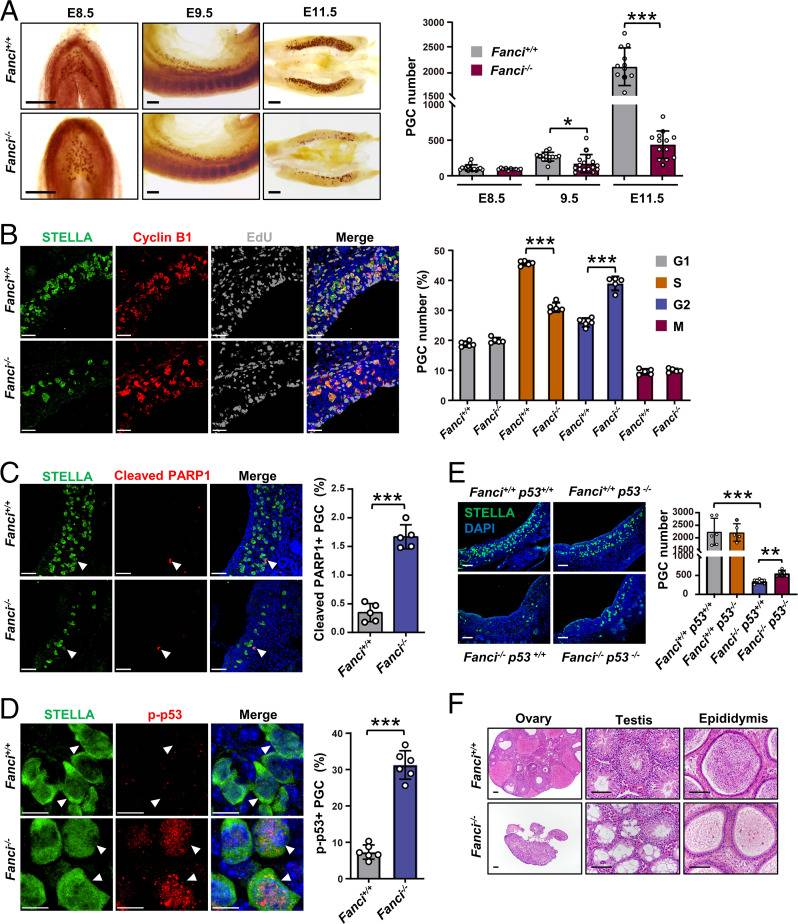 A
E8.5 E9.5 E11.5
Fanci+/+
Fanci-/-
PGC number
3000
2500
2000
1500
1000
500
0
Fanci+/+
Fanci-/-
*
***
E8.5 9.5 E11.5
B
STELLA Cyclin B1 EdU Merge
Fanci+/+
Fanci-/-
PGC number (%)
50
40
30
20
10
0
***
***
G1
S
G2
M
Fanci+/+ Fanci-/- Fanci+/+ Fanci-/- Fanci+/+ Fanci-/- Fanci+/+ Fanci-/-
C
STELLA Cleaved PARP1 Merge
Fanci+/+
Fanci-/-
Cleaved PARP1+ PGC (%)
2.5
2.0
1.5
1.0
0.5
0.0
***
Fanci+/+ Fanci-/-
D
STELLA p-p53 Merge
Fanci+/+
Fanci-/-
p-p53+ PGC (%)
40
30
20
10
0
***
Fanci+/+ Fanci-/-
E
Fanci+/+ p53+/+ Fanci+/+ p53 -/-
STELLA
DAPI
Fanci-/- p53 +/+ Fanci-/- p53 -/-
PGC number
3000
2500
2000
1500
1000
500
0
***
**
Fanci+/+ p53+/+
Fanci+/+ p53-/-
Fanci-/- p53+/+
Fanci-/- p53-/-
F
Ovary Testis Epididymis
Fanci+/+
Fanci-/-